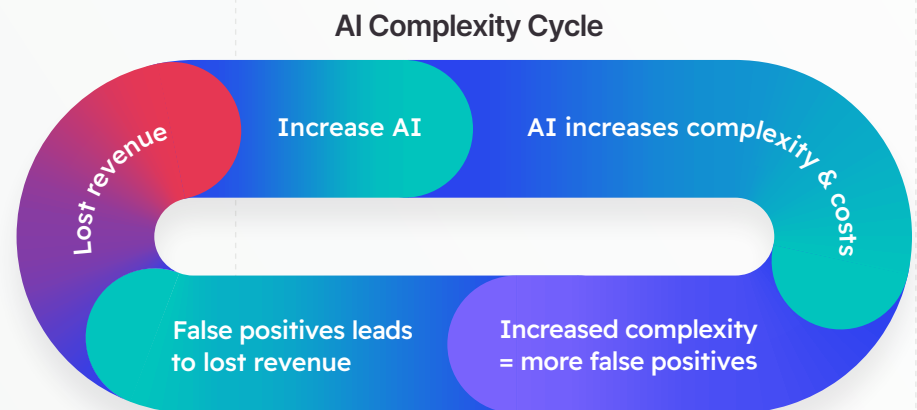 AI Complexity Cycle
Lost revenue
Increase AI
AI increases complexity & costs
Increased complexity
= more false positives
False positives leads
to lost revenue